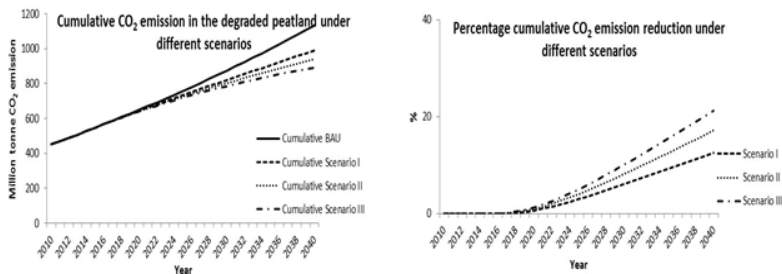 Cumulative CO₂ emission in the degraded peatland under
different scenarios
Million tonne CO₂ emission
1200
1000
800
600
400
200
0
Cumulative BAU
Cumulative Scenario I
Cumulative Scenario II
Cumulative Scenario III
2010 2012 2014 2016 2018 2020 2022 2024 2026 2028 2030 2032 2034 2036 2038 2040
Year
Percentage cumulative CO₂ emission reduction under
different scenarios
%
40
20
0
Scenario I
Scenario II
Scenario III
2010 2012 2014 2016 2018 2020 2022 2024 2026 2028 2030 2032 2034 2036 2038 2040
Year